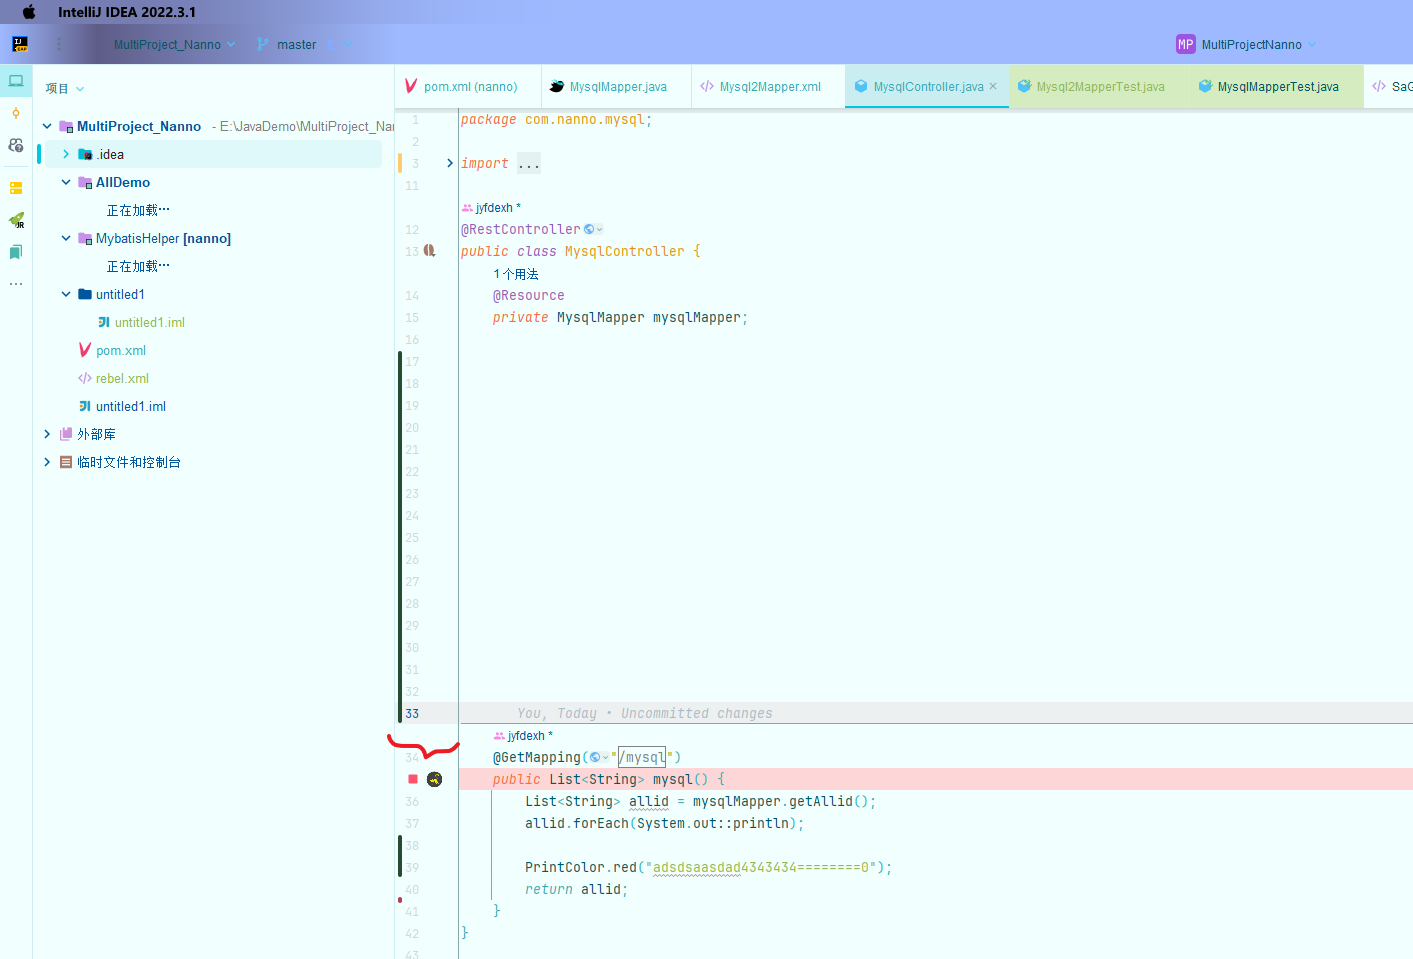 IntelliJ IDEA 2022.3.1
MultiProject_Nanno master
MP MultiProjectNanno
项目
MultiProject_Nanno - E:\JavaDemo\MultiProject_Nan
.idea
AllDemo
正在加载…
MybatisHelper [nanno]
正在加载…
untitled1
untitled1.iml
pom.xml
rebel.xml
untitled1.iml
外部库
临时文件和控制台
pom.xml (nanno) MysqlMapper.java Mysql2Mapper.xml MysqlController.java Mysql2MapperTest.java MysqlMapperTest.java SaG
1 package com.nanno.mysql;
2
3 import ...
11
jyfdexh *
12 @RestController
13 public class MysqlController {
1个用法
14 @Resource
15 private MysqlMapper mysqlMapper;
16
17
18
19
20
21
22
23
24
25
26
27
28
29
30
31
32
33 You, Today • Uncommitted changes
jyfdexh *
34 @GetMapping("/mysql")
public List<String> mysql() {
36 List<String> allid = mysqlMapper.getAllid();
37 allid.forEach(System.out::println);
38
39 PrintColor.red("adsdsaasdad4343434========0");
40 return allid;
41 }
42 }
43